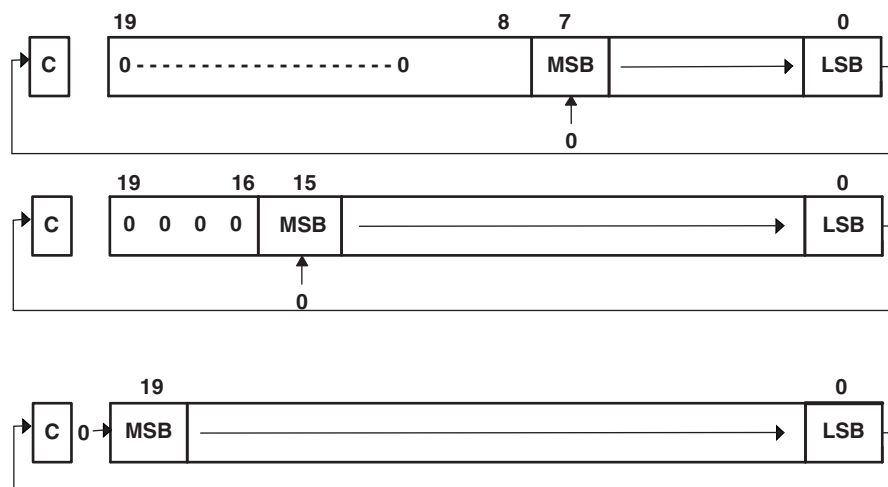 19 8 7 0
C 0--------------------0 MSB LSB
0
19 16 15 0
C 0 0 0 0 MSB LSB
0
19 0
C 0 MSB LSB